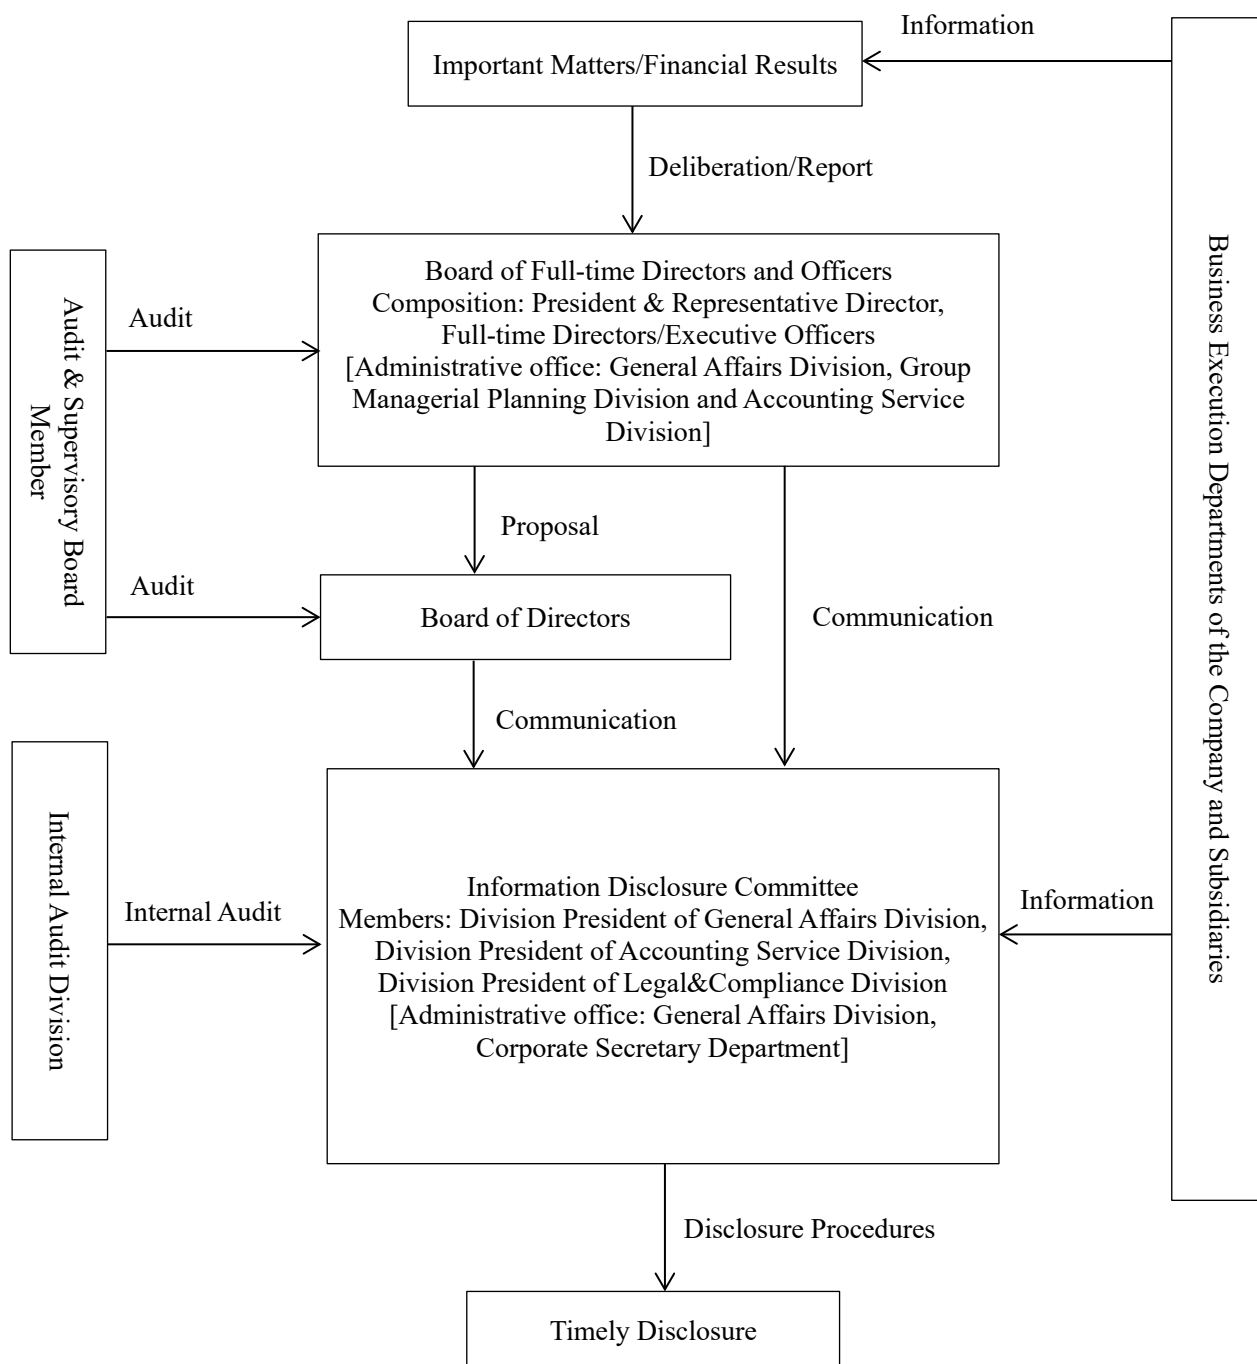 Information
Important Matters/Financial Results
Deliberation/Report
Board of Full-time Directors and Officers
Composition: President & Representative Director,
Full-time Directors/Executive Officers
[Administrative office: General Affairs Division, Group
Managerial Planning Division and Accounting Service
Division]
Audit
Audit & Supervisory Board
Member
Proposal
Audit
Board of Directors
Communication
Communication
Business Execution Departments of the Company and Subsidiaries
Internal Audit Division
Internal Audit
Information Disclosure Committee
Members: Division President of General Affairs Division,
Division President of Accounting Service Division,
Division President of Legal&Compliance Division
[Administrative office: General Affairs Division,
Corporate Secretary Department]
Information
Disclosure Procedures
Timely Disclosure